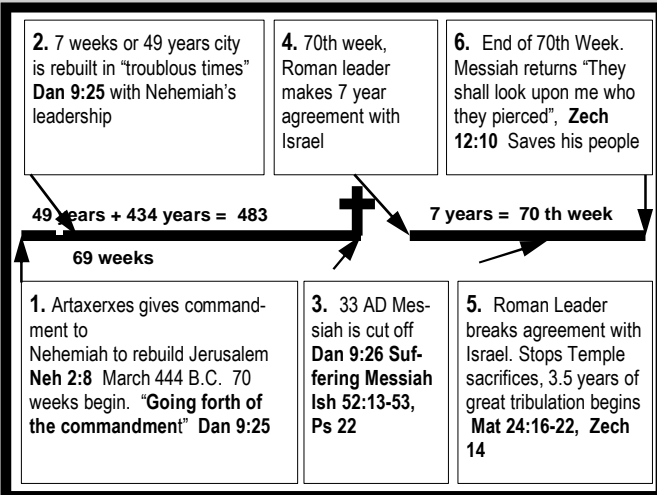 2. 7 weeks or 49 years city
is rebuilt in “troublous times”
Dan 9:25 with Nehemiah’s
leadership
4. 70th week,
Roman leader
makes 7 year
agreement with
Israel
6. End of 70th Week.
Messiah returns “They
shall look upon me who
they pierced”, Zech
12:10 Saves his people
49 years + 434 years = 483
7 years = 70 th week
69 weeks
1. Artaxerxes gives command-
ment to
Nehemiah to rebuild Jerusalem
Neh 2:8 March 444 B.C. 70
weeks begin. “Going forth of
the commandment” Dan 9:25
3. 33 AD Mes-
siah is cut off
Dan 9:26 Suf-
fering Messiah
Ish 52:13-53,
Ps 22
5. Roman Leader
breaks agreement with
Israel. Stops Temple
sacrifices, 3.5 years of
great tribulation begins
Mat 24:16-22, Zech
14